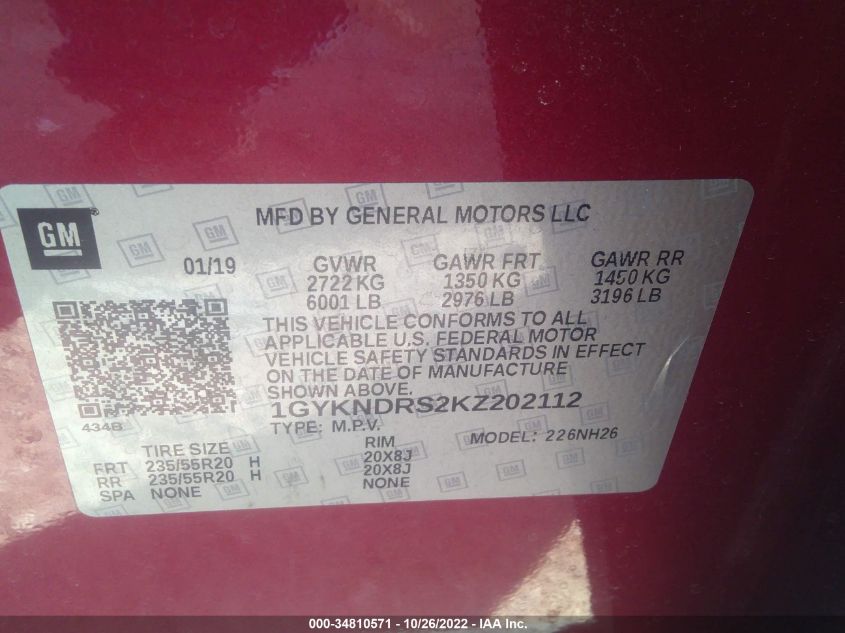 GM
MFD BY GENERAL MOTORS LLC
01/19 GVWR GAWR FRT GAWR RR
2722 KG 1350 KG 1450 KG
6001 LB 2976 LB 3196 LB
THIS VEHICLE CONFORMS TO ALL
APPLICABLE U.S. FEDERAL MOTOR
VEHICLE SAFETY STANDARDS IN EFFECT
ON THE DATE OF MANUFACTURE
SHOWN ABOVE.
1GYKNDRS2KZ202112
434B TYPE: M.P.V. MODEL: 226NH26
TIRE SIZE RIM
FRT 235/55R20 H 20X8J
RR 235/55R20 H 20X8J
SPA NONE NONE
000-34810571 - 10/26/2022 - IAA Inc.